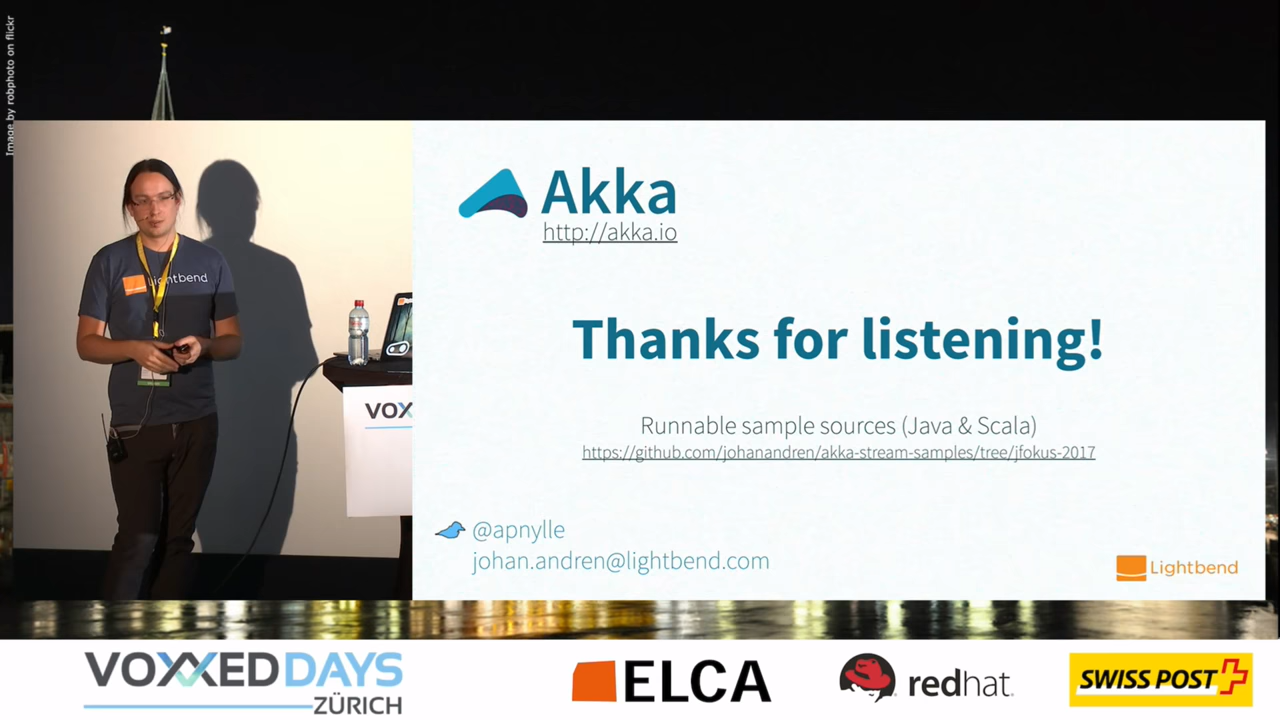 Image by robphoto on flickr
Lightbend
VOX
Akka
http://akka.io
Thanks for listening!
Runnable sample sources (Java & Scala)
https://github.com/johanandren/akka-stream-samples/tree/jfokus-2017
@apnylle
johan.andren@lightbend.com
Lightbend
VOXXED DAYS
ZÜRICH
ELCA
redhat.
SWISS POST